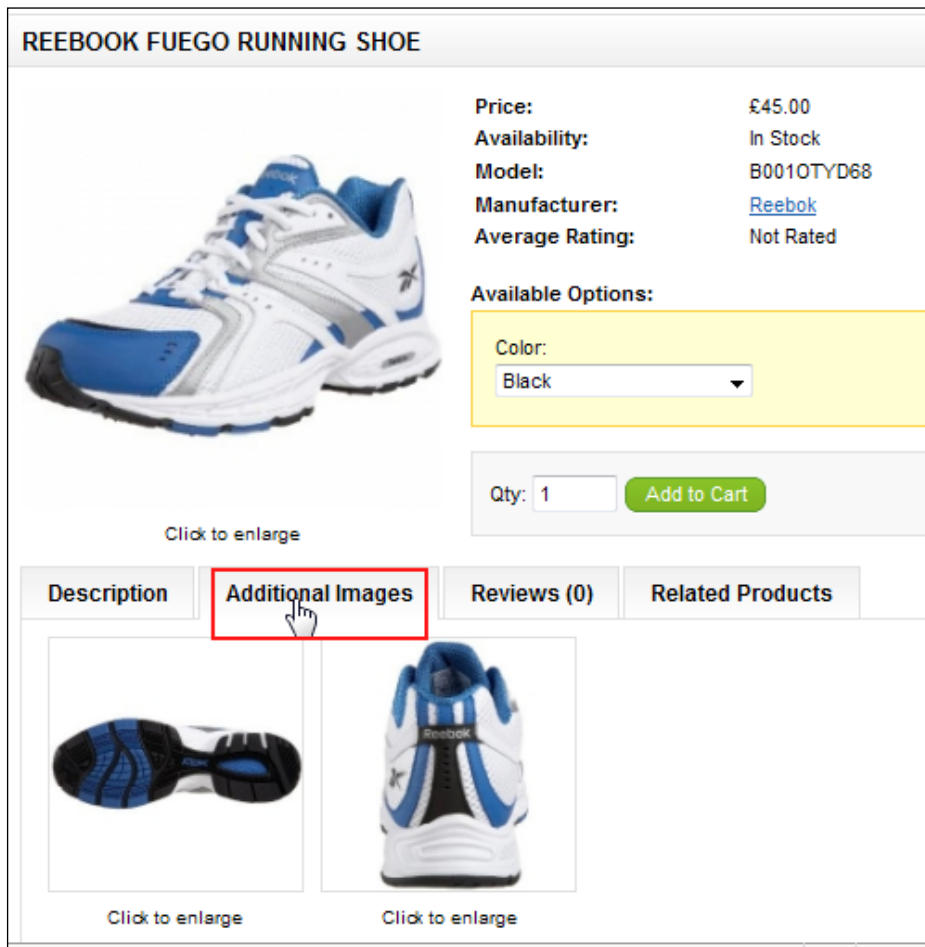 REEBOOK FUEGO RUNNING SHOE
Price: £45.00
Availability: In Stock
Model: B001OTYD68
Manufacturer: Reebok
Average Rating: Not Rated
Available Options:
Color:
Black
Qty: 1 Add to Cart
Click to enlarge
Description Additional Images Reviews (0) Related Products
Reebok
Click to enlarge Click to enlarge